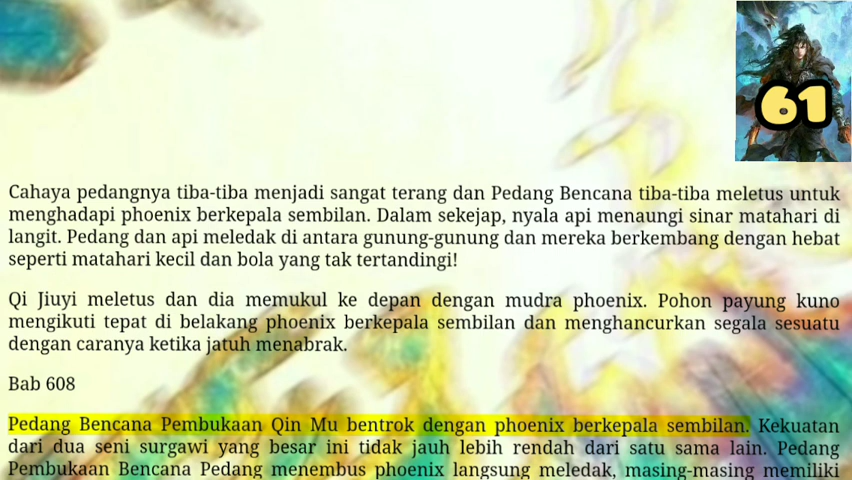 61
Cahaya pedangnya tiba-tiba menjadi sangat terang dan Pedang Bencana tiba-tiba meletus untuk
menghadapi phoenix berkepala sembilan. Dalam sekejap, nyala api menaungi sinar matahari di
langit. Pedang dan api meledak di antara gunung-gunung dan mereka berkembang dengan hebat
seperti matahari kecil dan bola yang tak tertandingi!
Qi Jiuyi meletus dan dia memukul ke depan dengan mudra phoenix. Pohon payung kuno
mengikuti tepat di belakang phoenix berkepala sembilan dan menghancurkan segala sesuatu
dengan caranya ketika jatuh menabrak.
Bab 608
Pedang Bencana Pembukaan Qin Mu bentrok dengan phoenix berkepala sembilan. Kekuatan
dari dua seni surgawi yang besar ini tidak jauh lebih rendah dari satu sama lain. Pedang
Pembukaan Bencana Pedang menembus phoenix langsung meledak, masing-masing memiliki